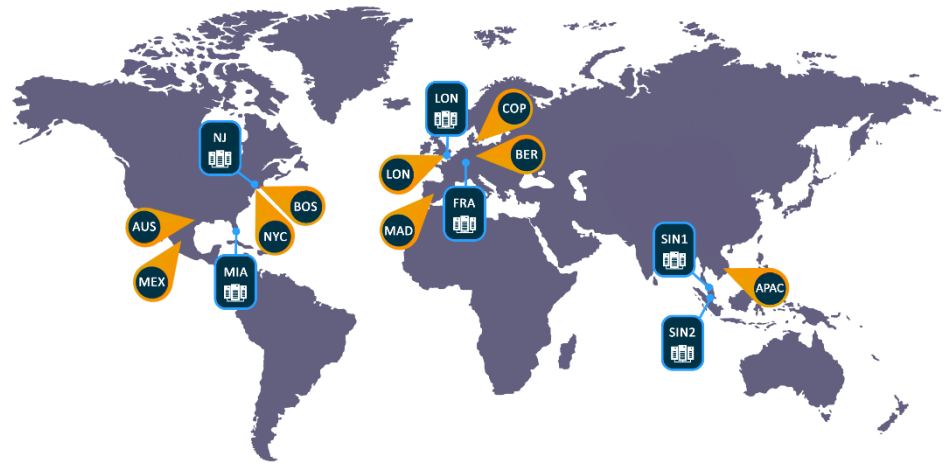 LON
COP
NJ
BER
LON
FRA
BOS
AUS
NYC
MAD
SIN1
MEX
MIA
APAC
SIN2